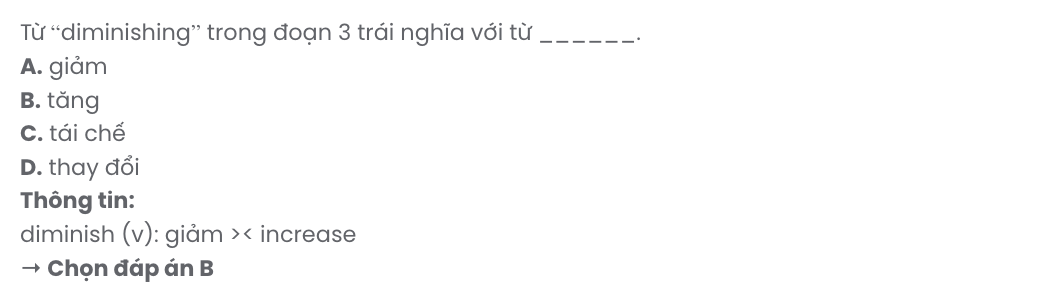 Từ “diminishing” trong đoạn 3 trái nghĩa với từ ______.
A. giảm
B. tăng
C. tái chế
D. thay đổi
Thông tin:
diminish (v): giảm >< increase
→ Chọn đáp án B